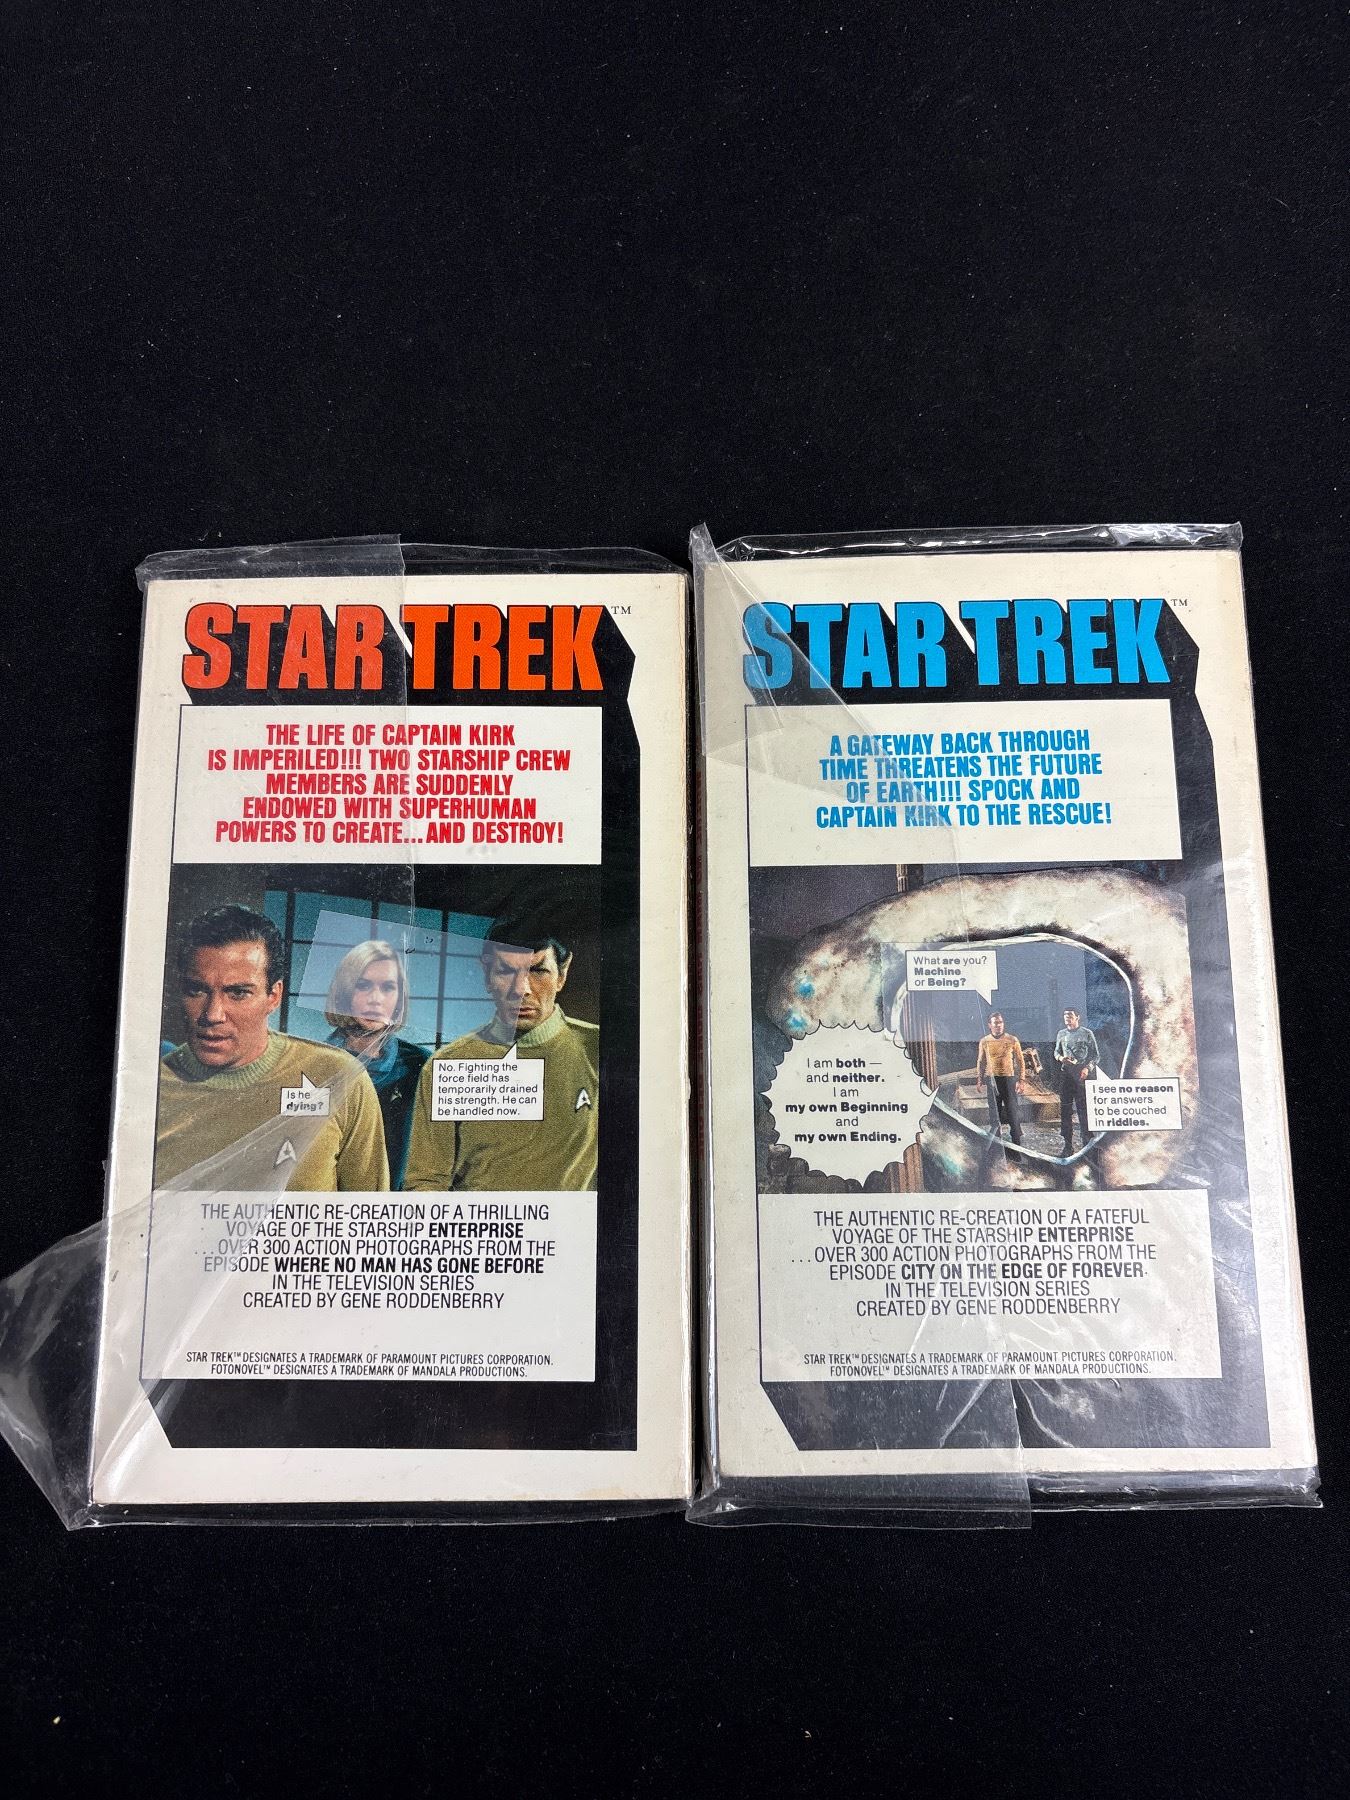 STAR TREK™
THE LIFE OF CAPTAIN KIRK
IS IMPERILED!!! TWO STARSHIP CREW
MEMBERS ARE SUDDENLY
ENDOWED WITH SUPERHUMAN
POWERS TO CREATE... AND DESTROY!
Is he
dying?
No. Fighting the
force field has
temporarily drained
his strength. He can
be handled now.
THE AUTHENTIC RE-CREATION OF A THRILLING
VOYAGE OF THE STARSHIP ENTERPRISE
...OVER 300 ACTION PHOTOGRAPHS FROM THE
EPISODE WHERE NO MAN HAS GONE BEFORE
IN THE TELEVISION SERIES
CREATED BY GENE RODDENBERRY
STAR TREK™ DESIGNATES A TRADEMARK OF PARAMOUNT PICTURES CORPORATION.
FOTONOVEL™ DESIGNATES A TRADEMARK OF MANDALA PRODUCTIONS.
STAR TREK™
A GATEWAY BACK THROUGH
TIME THREATENS THE FUTURE
OF EARTH!!! SPOCK AND
CAPTAIN KIRK TO THE RESCUE!
What are you?
Machine
or Being?
I am both —
and neither.
I am
my own Beginning
and
my own Ending.
I see no reason
for answers
to be couched
in riddles.
THE AUTHENTIC RE-CREATION OF A FATEFUL
VOYAGE OF THE STARSHIP ENTERPRISE
...OVER 300 ACTION PHOTOGRAPHS FROM THE
EPISODE CITY ON THE EDGE OF FOREVER
IN THE TELEVISION SERIES
CREATED BY GENE RODDENBERRY
STAR TREK™ DESIGNATES A TRADEMARK OF PARAMOUNT PICTURES CORPORATION.
FOTONOVEL™ DESIGNATES A TRADEMARK OF MANDALA PRODUCTIONS.